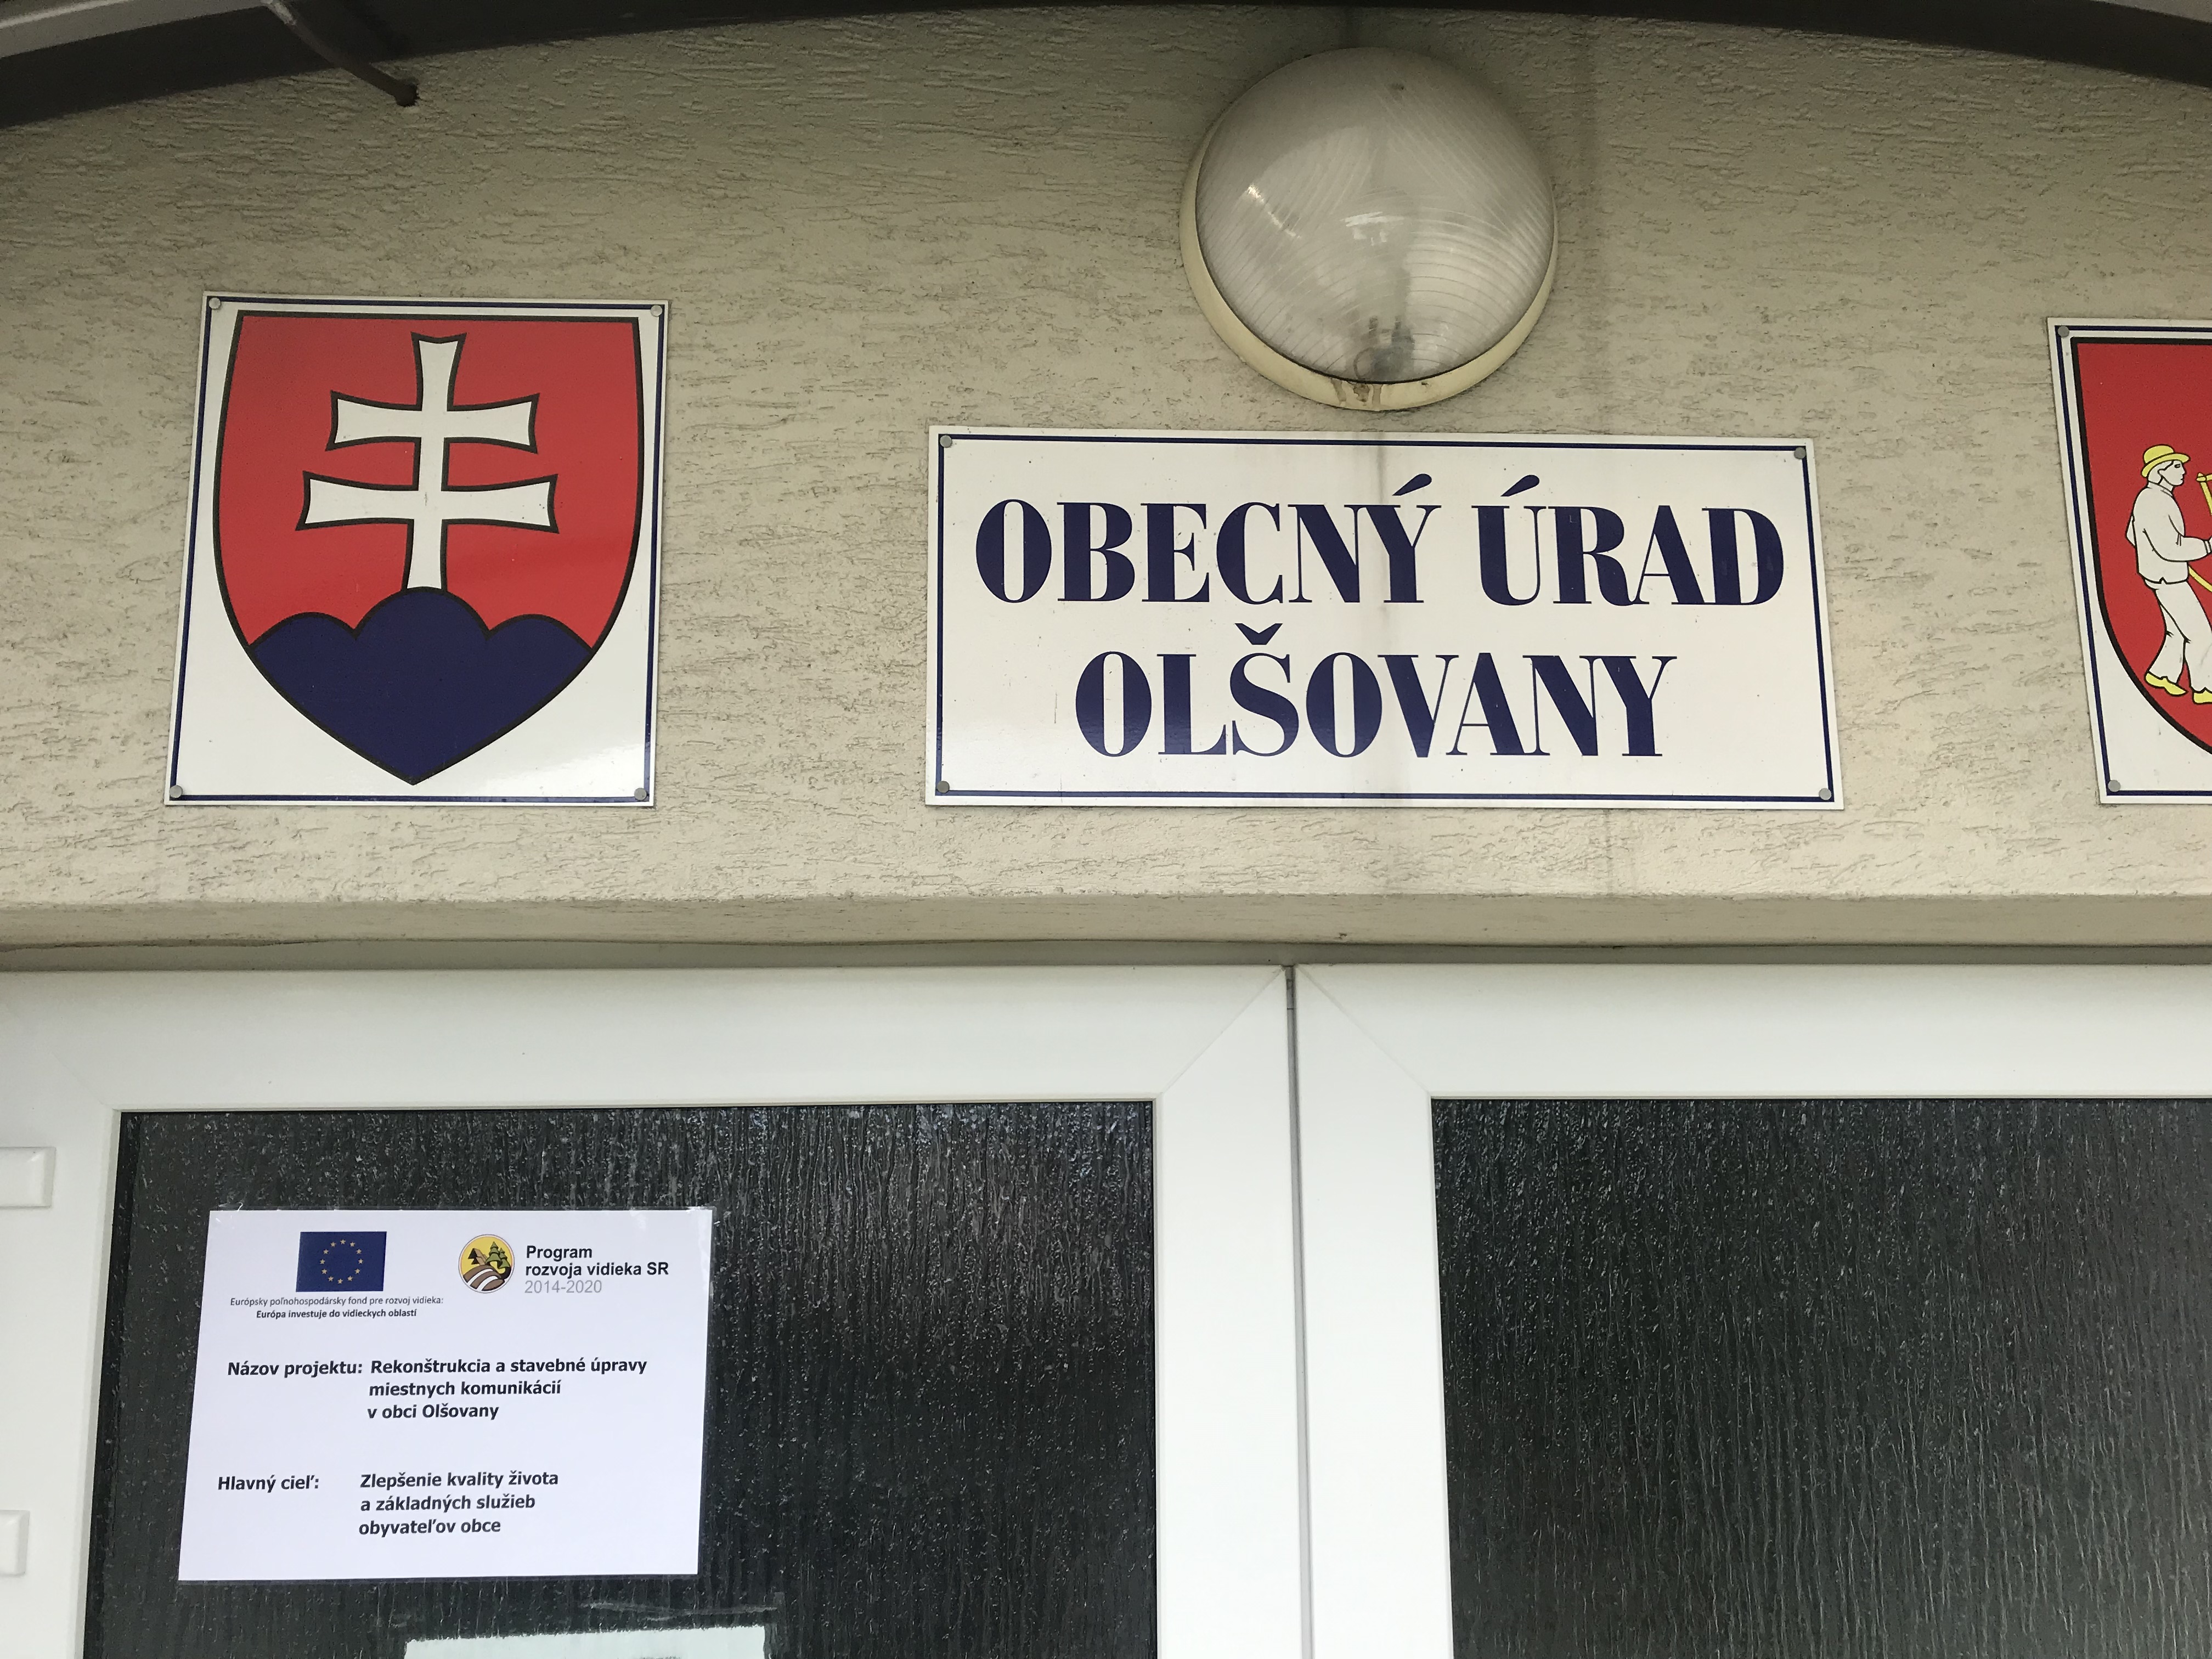 OBECNÝ ÚRAD
OLŠOVANY
Program
rozvoja vidieka SR
2014-2020
Európsky poľnohospodársky fond pre rozvoj vidieka:
Európa investuje do vidieckych oblastí
Názov projektu: Rekonštrukcia a stavebné úpravy
miestnych komunikácií
v obci Olšovany
Hlavný cieľ: Zlepšenie kvality života
a základných služieb
obyvateľov obce